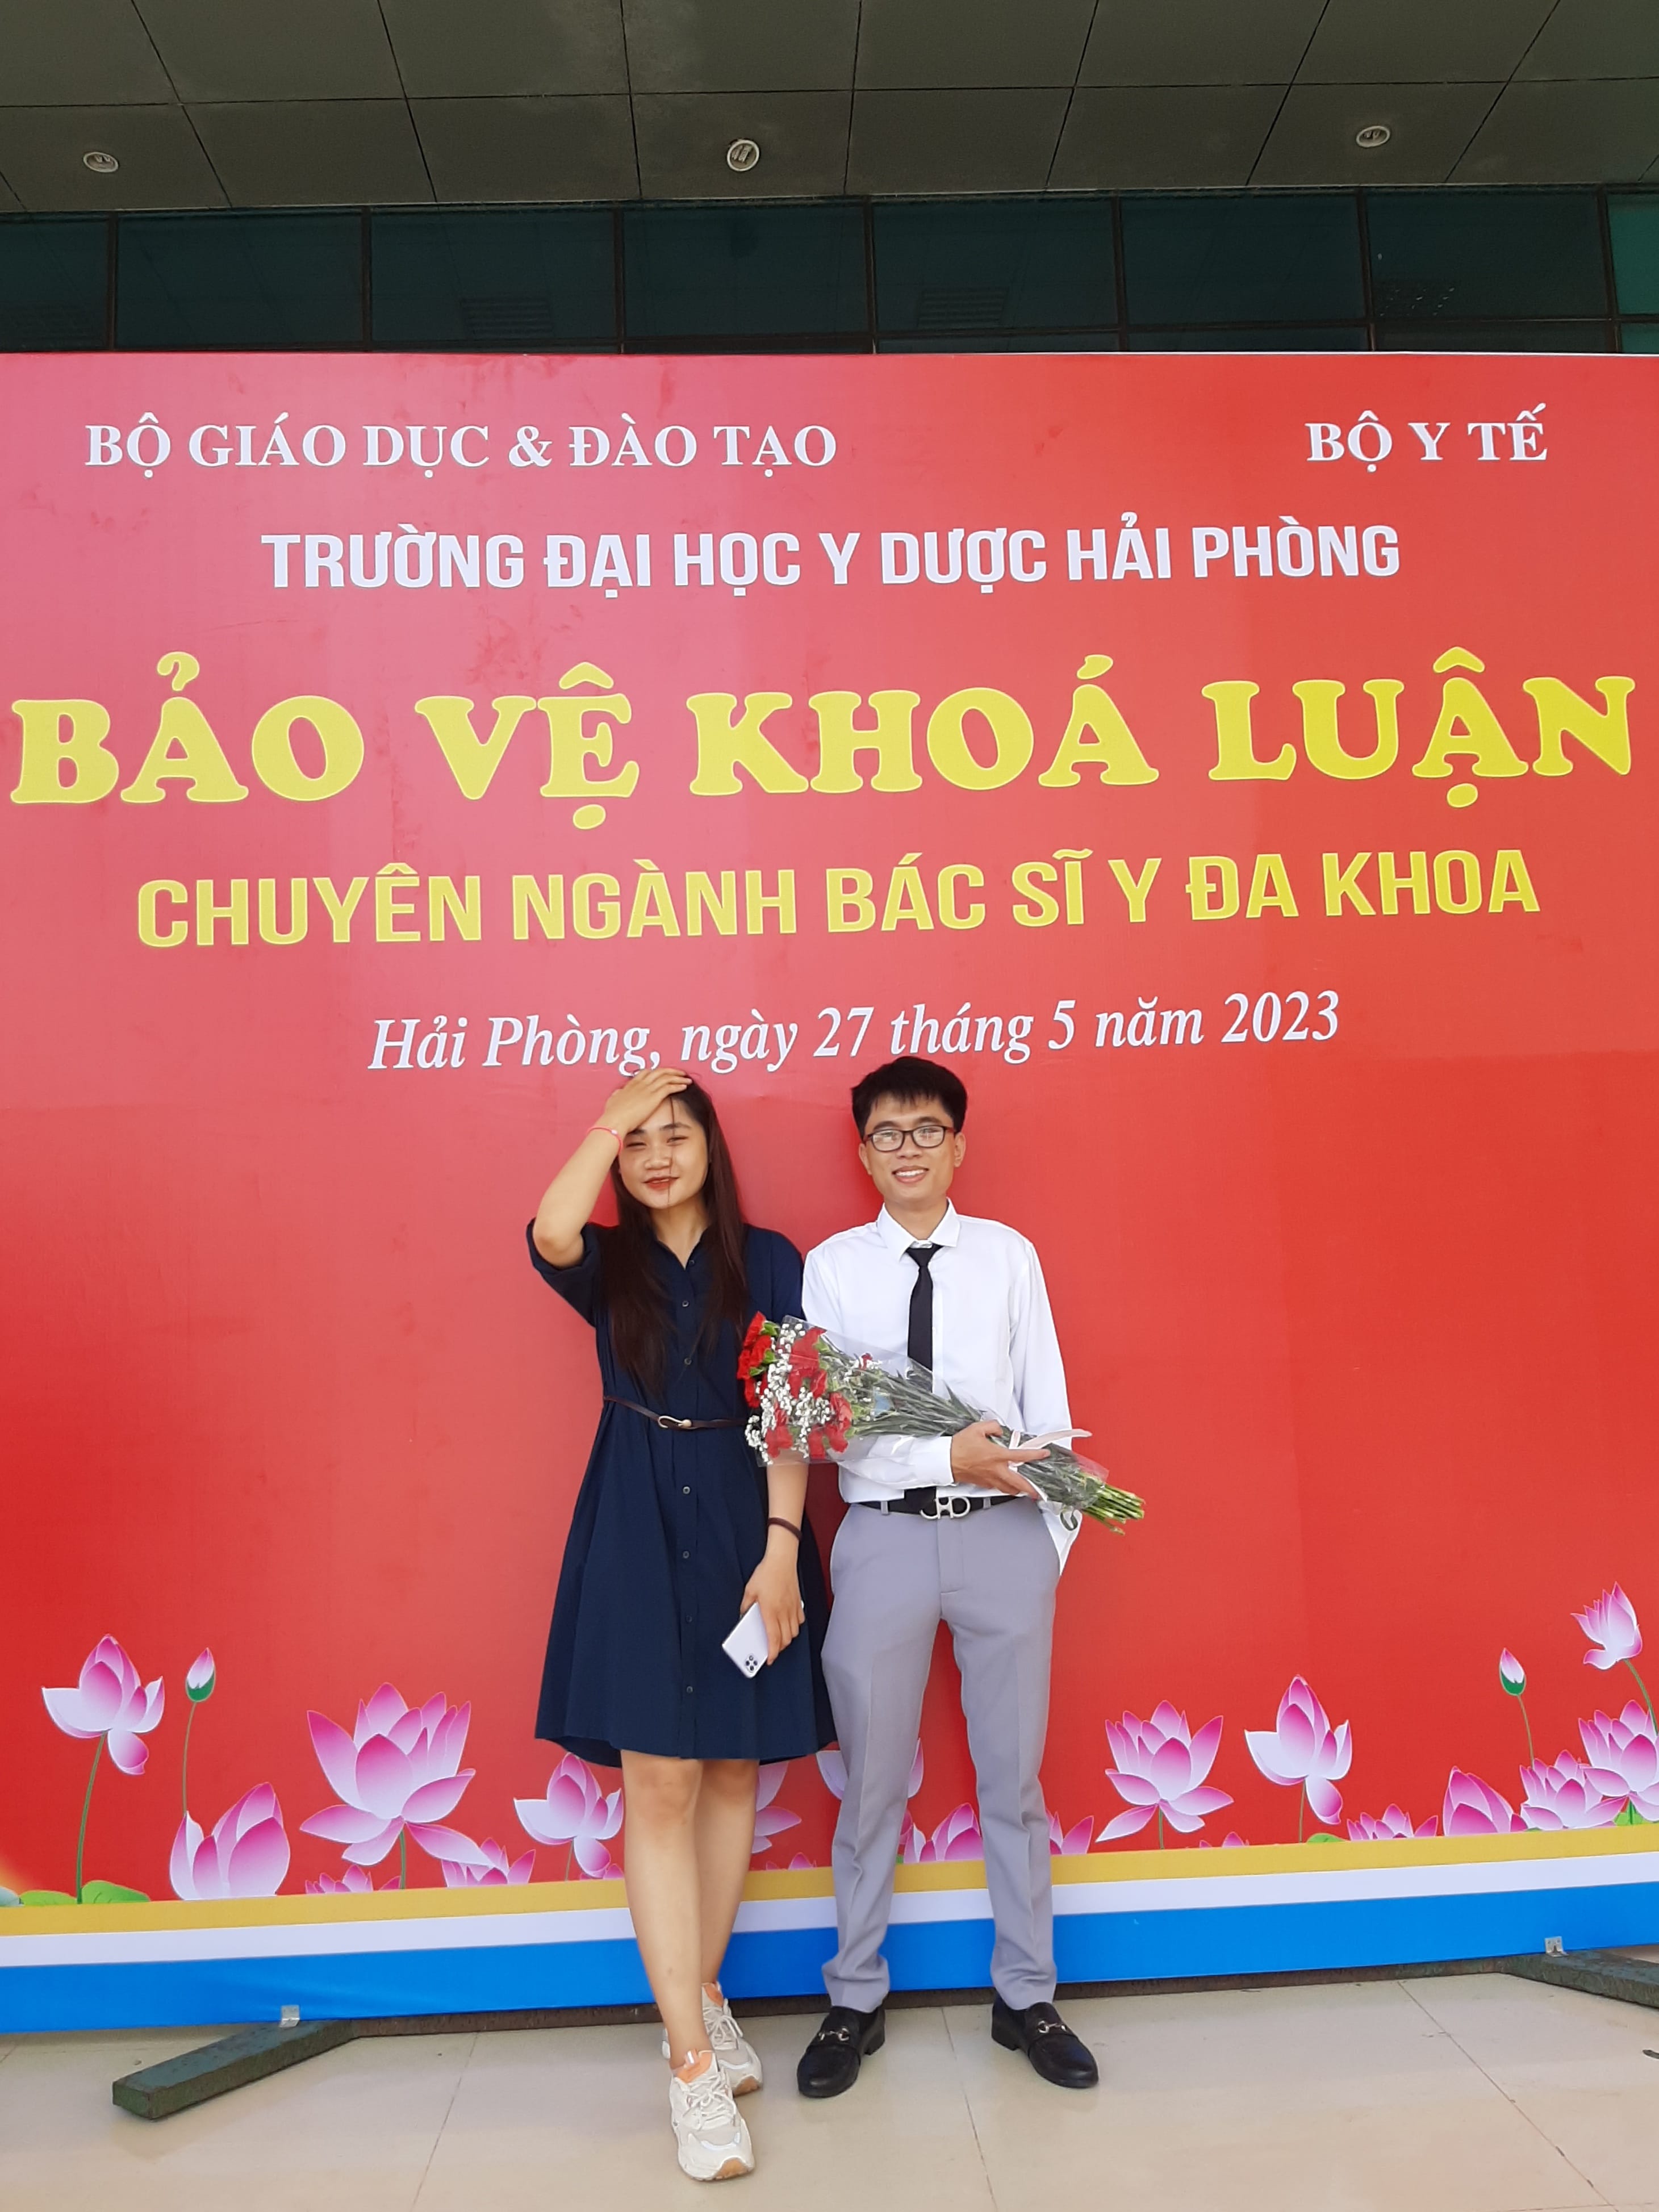 BỘ GIÁO DỤC & ĐÀO TẠO
BỘ Y TẾ
TRƯỜNG ĐẠI HỌC Y DƯỢC HẢI PHÒNG
BẢO VỆ KHOÁ LUẬN
CHUYÊN NGÀNH BÁC SĨ Y ĐA KHOA
Hải Phòng, ngày 27 tháng 5 năm 2023